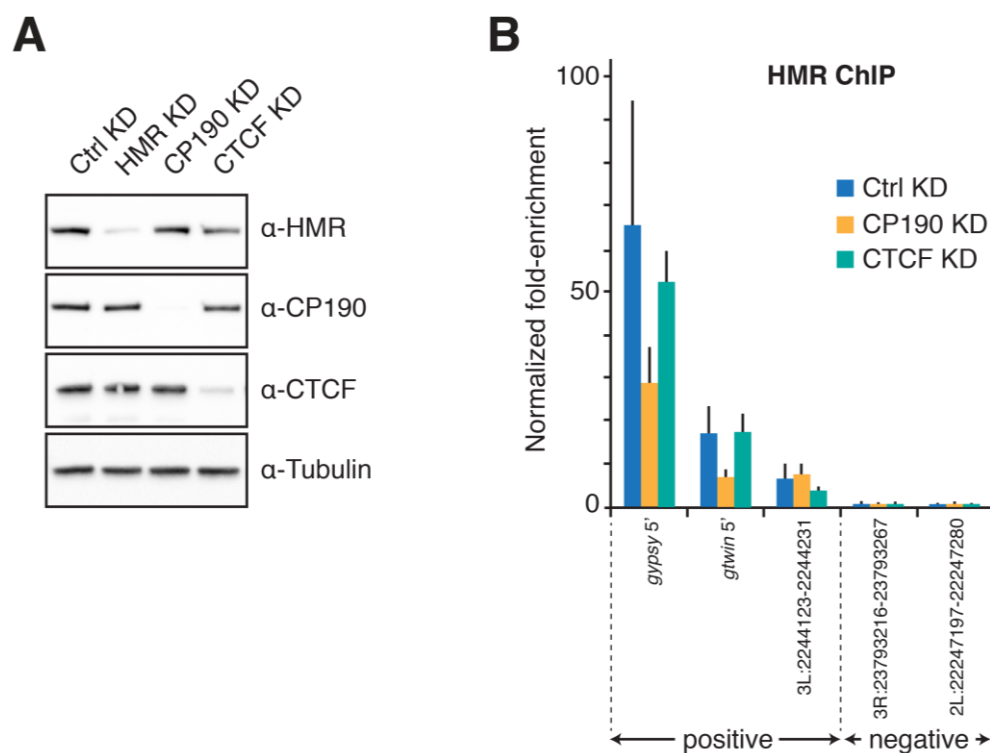 A
Ctrl KD
HMR KD
CP190 KD
CTCF KD
α-HMR
α-CP190
α-CTCF
α-Tubulin
B
HMR ChIP
Normalized fold-enrichment
100
50
0
Ctrl KD
CP190 KD
CTCF KD
gypsy 5’
gtwin 5’
3L:2244123-2244231
3R:23793216-23793267
2L:22247197-22247280
positive
negative